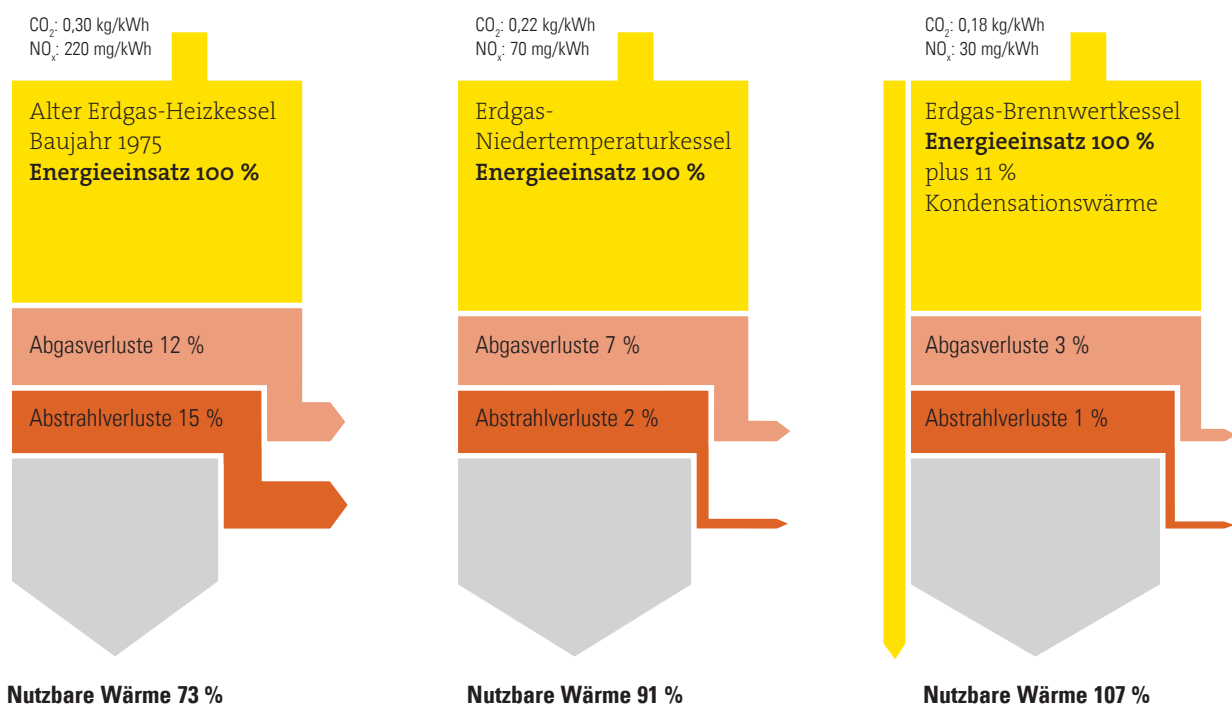 CO₂: 0,30 kg/kWh
NOₓ: 220 mg/kWh
Alter Erdgas-Heizkessel
Baujahr 1975
Energieeinsatz 100 %
Abgasverluste 12 %
Abstrahlverluste 15 %
Nutzbare Wärme 73 %
CO₂: 0,22 kg/kWh
NOₓ: 70 mg/kWh
Erdgas-
Niedertemperaturkessel
Energieeinsatz 100 %
Abgasverluste 7 %
Abstrahlverluste 2 %
Nutzbare Wärme 91 %
CO₂: 0,18 kg/kWh
NOₓ: 30 mg/kWh
Erdgas-Brennwertkessel
Energieeinsatz 100 %
plus 11 %
Kondensationswärme
Abgasverluste 3 %
Abstrahlverluste 1 %
Nutzbare Wärme 107 %